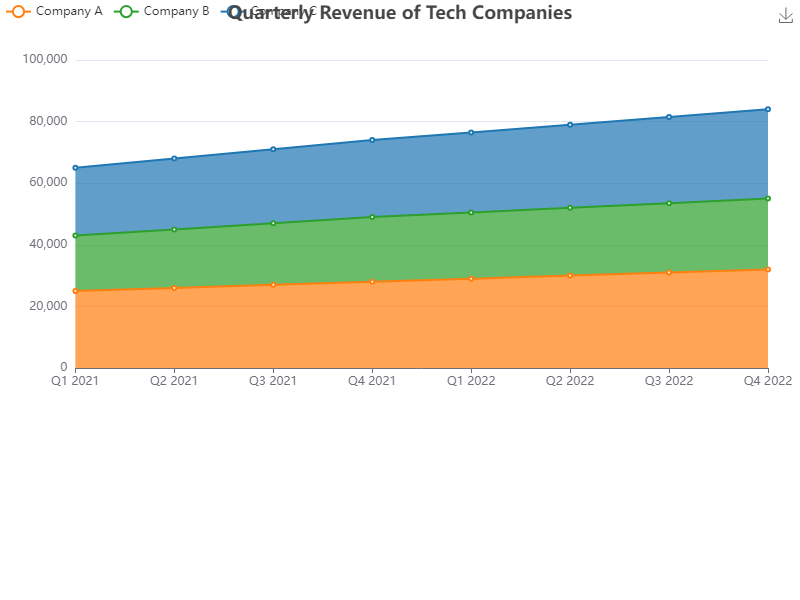 Quarterly Revenue of Tech Companies
Company A
Company B
Company C
100,000
80,000
60,000
40,000
20,000
0
Q1 2021
Q2 2021
Q3 2021
Q4 2021
Q1 2022
Q2 2022
Q3 2022
Q4 2022